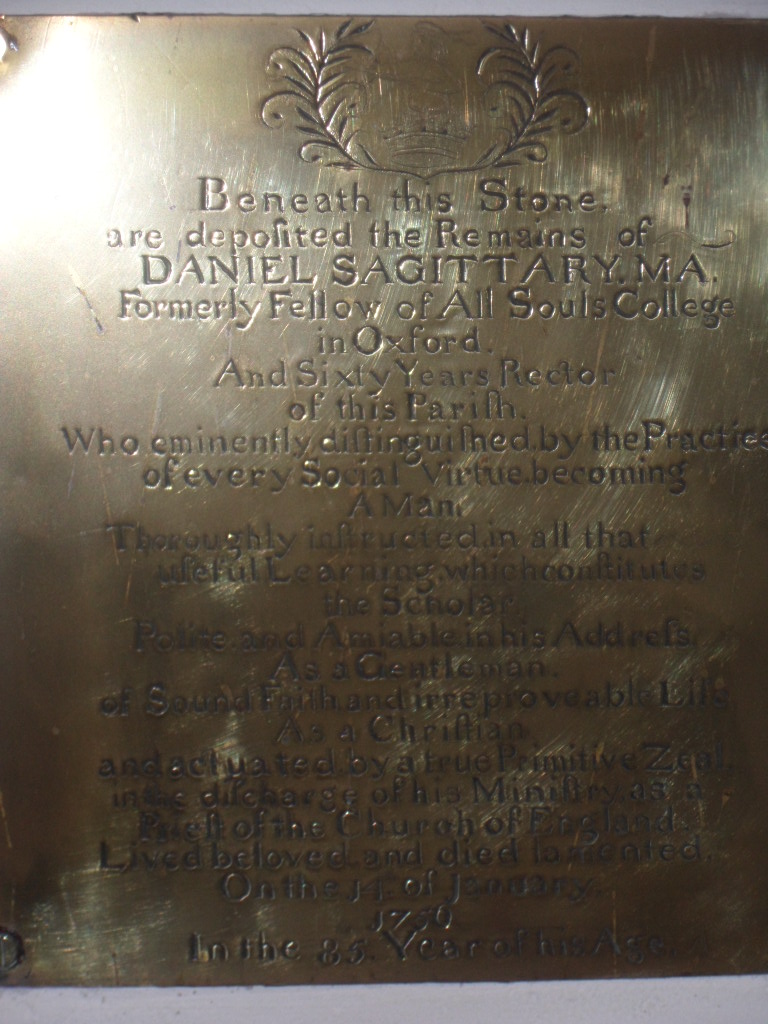 Beneath this Stone,
are depoſited the Remains of
DANIEL SAGITTARY. MA.
Formerly Fellow of All Souls College
in Oxford.
And Sixty Years Rector
of this Pariſh.
Who eminently diſtinguiſhed.by the Practice
of every Social Virtue.becoming
A Man.
Thoroughly inſtructed.in all that
uſeful Learning.which conſtitutes
the Scholar
Polite.and Amiable.in his Addreſs.
As a Gentleman.
of Sound Faith and irreproveable Life
As a Chriſtian
and actuated.by a true Primitive Zeal.
in the diſcharge of his Miniſtry, as a
Prieſt of the Church of England.
Lived beloved.and died lamented.
On the 14. of January.
1750
In the 85. Year of his Age.